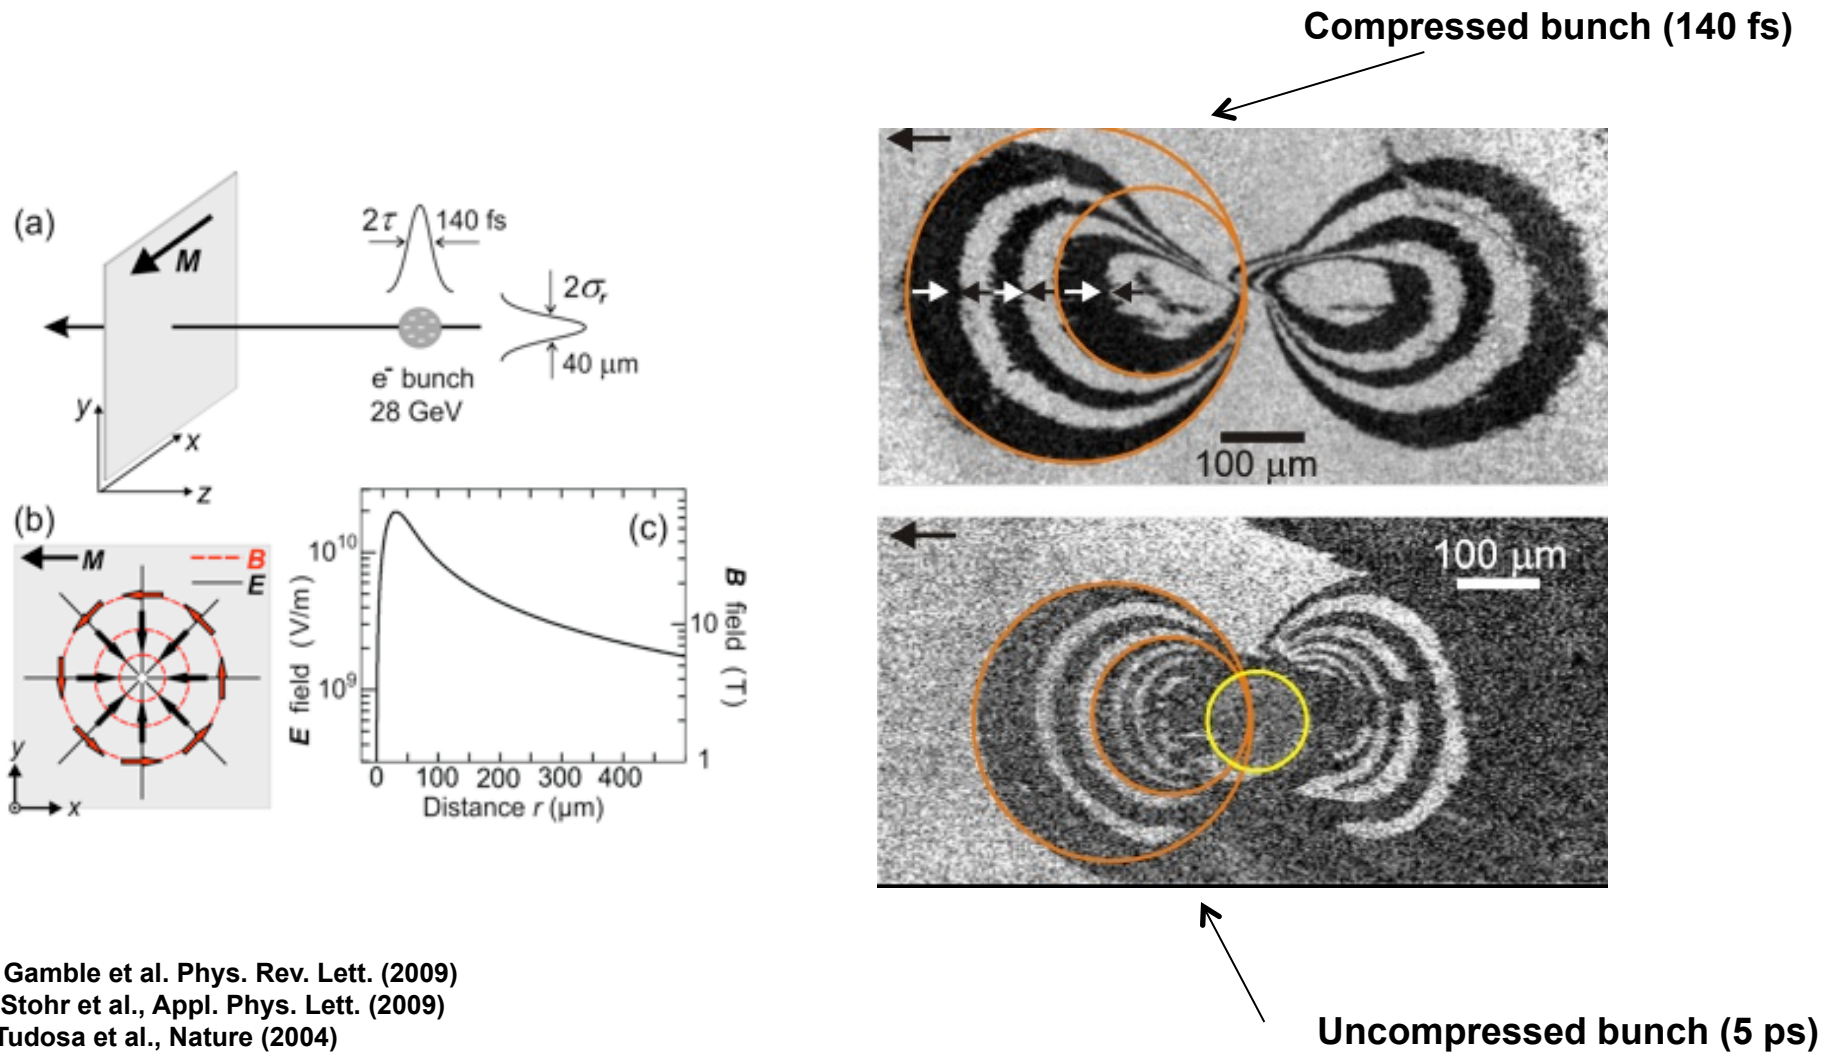 Compressed bunch (140 fs)
(a)
M
2τ
140 fs
2σr
40 μm
e⁻ bunch
28 GeV
y
x
z
(b)
M
B
E
y
x
(c)
10¹⁰
10⁹
E field (V/m)
10
1
B field (T)
0 100 200 300 400
Distance r (μm)
100 μm
100 μm
Gamble et al. Phys. Rev. Lett. (2009)
Stohr et al., Appl. Phys. Lett. (2009)
Tudosa et al., Nature (2004)
Uncompressed bunch (5 ps)